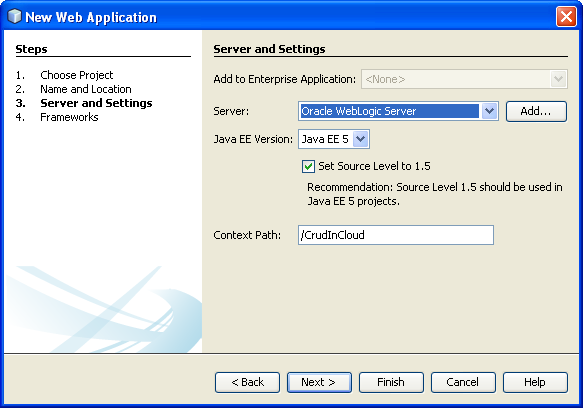 New Web Application
Steps
1. Choose Project
2. Name and Location
3. Server and Settings
4. Frameworks
Server and Settings
Add to Enterprise Application: <None>
Server: Oracle WebLogic Server Add...
Java EE Version: Java EE 5
Set Source Level to 1.5
Recommendation: Source Level 1.5 should be used in
Java EE 5 projects.
Context Path: /CrudInCloud
< Back Next > Finish Cancel Help